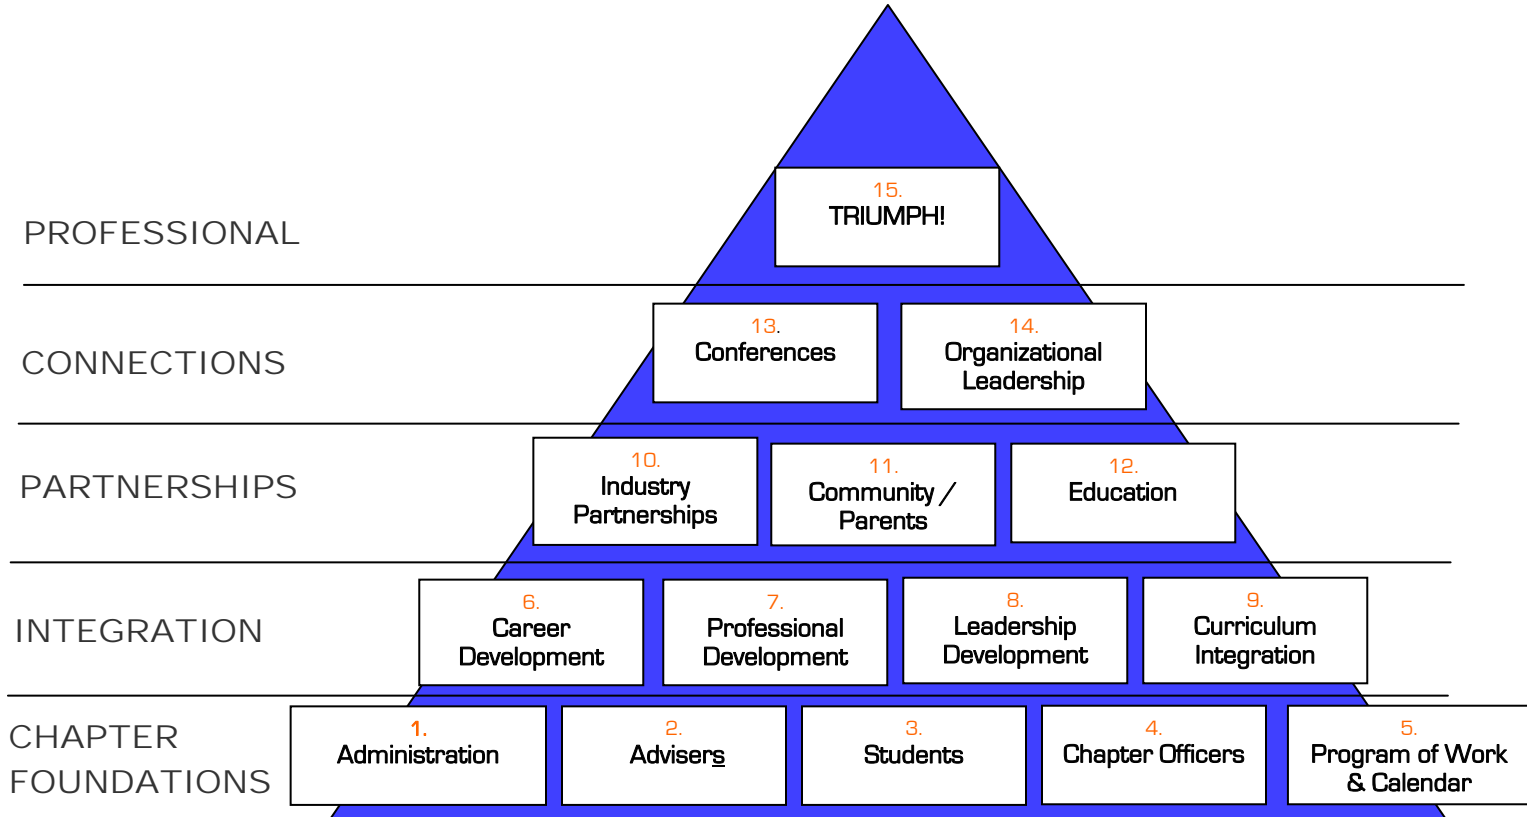 PROFESSIONAL
15.
TRIUMPH!
CONNECTIONS
13.
Conferences
14.
Organizational
Leadership
PARTNERSHIPS
10.
Industry
Partnerships
11.
Community /
Parents
12.
Education
INTEGRATION
6.
Career
Development
7.
Professional
Development
8.
Leadership
Development
9.
Curriculum
Integration
CHAPTER
FOUNDATIONS
1.
Administration
2.
Advisers
3.
Students
4.
Chapter Officers
5.
Program of Work
& Calendar